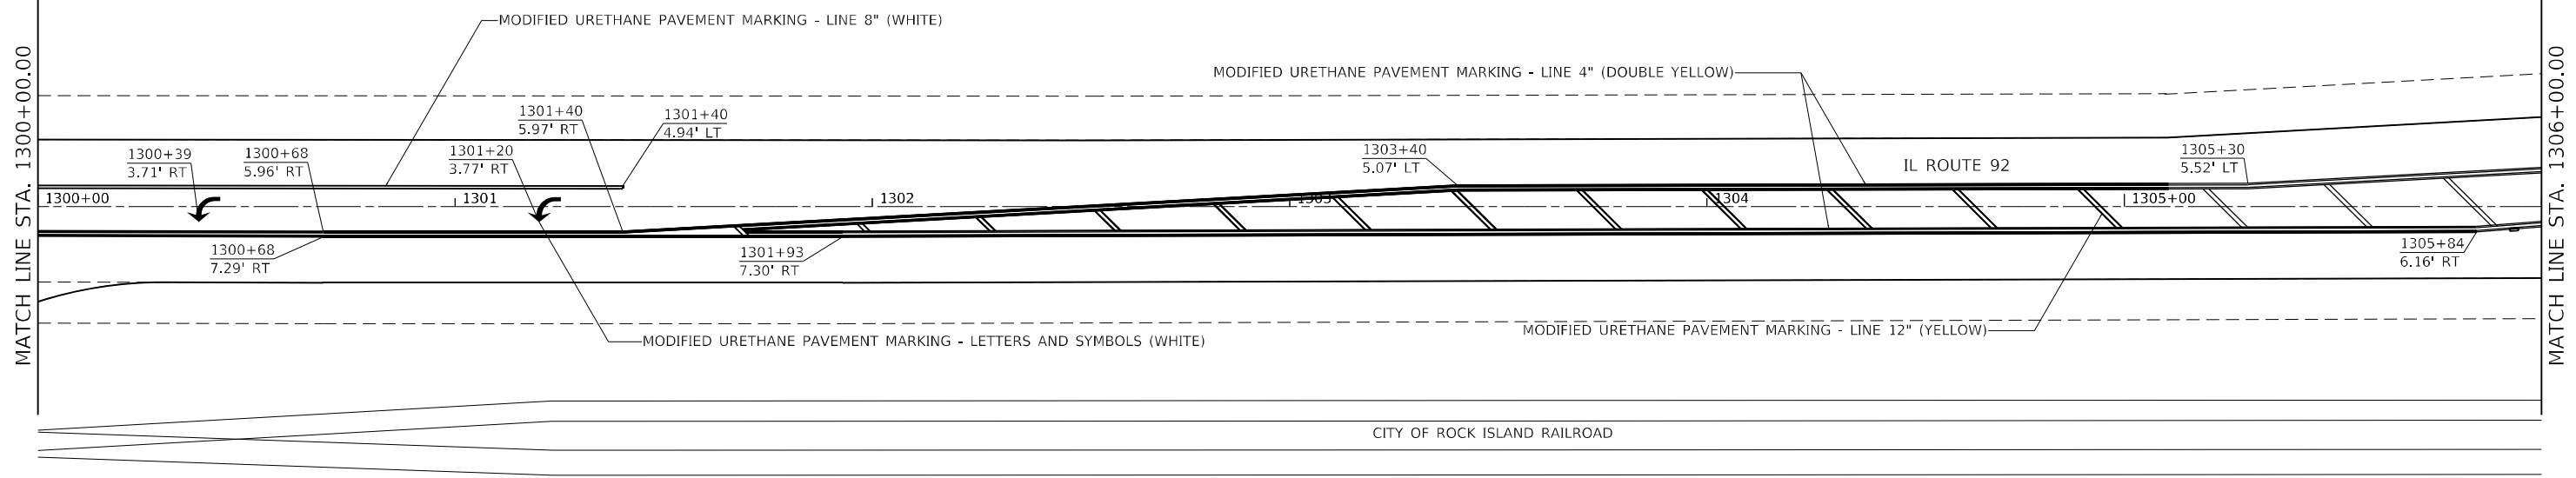 MODIFIED URETHANE PAVEMENT MARKING - LINE 8" (WHITE)
MODIFIED URETHANE PAVEMENT MARKING - LINE 4" (DOUBLE YELLOW)
MATCH LINE STA. 1300+00.00
MATCH LINE STA. 1306+00.00
1301+40
5.97' RT
1301+40
4.94' LT
1300+39
3.71' RT
1300+68
5.96' RT
1301+20
3.77' RT
1303+40
5.07' LT
IL ROUTE 92
1305+30
5.52' LT
1300+00
1301
1302
1303
1304
1305+00
1300+68
7.29' RT
1301+93
7.30' RT
1305+84
6.16' RT
MODIFIED URETHANE PAVEMENT MARKING - LINE 12" (YELLOW)
MODIFIED URETHANE PAVEMENT MARKING - LETTERS AND SYMBOLS (WHITE)
CITY OF ROCK ISLAND RAILROAD